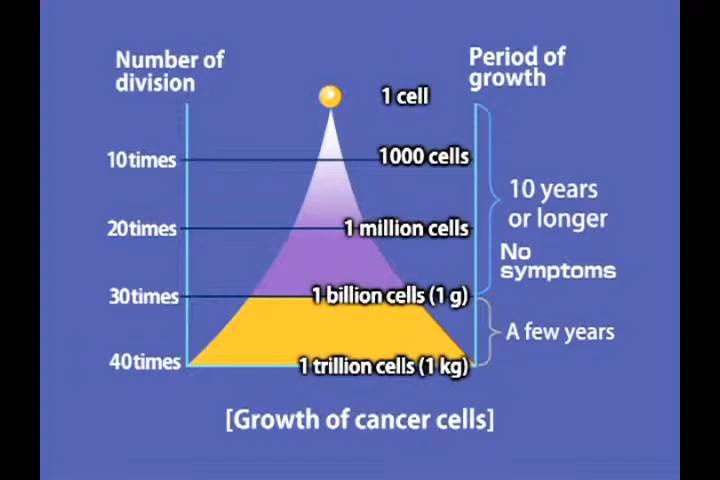 Number of
division
Period of
growth
1 cell
10times
1000 cells
10 years
or longer
20times
1 million cells
No
symptoms
30times
1 billion cells (1 g)
A few years
40times
1 trillion cells (1 kg)
[Growth of cancer cells]